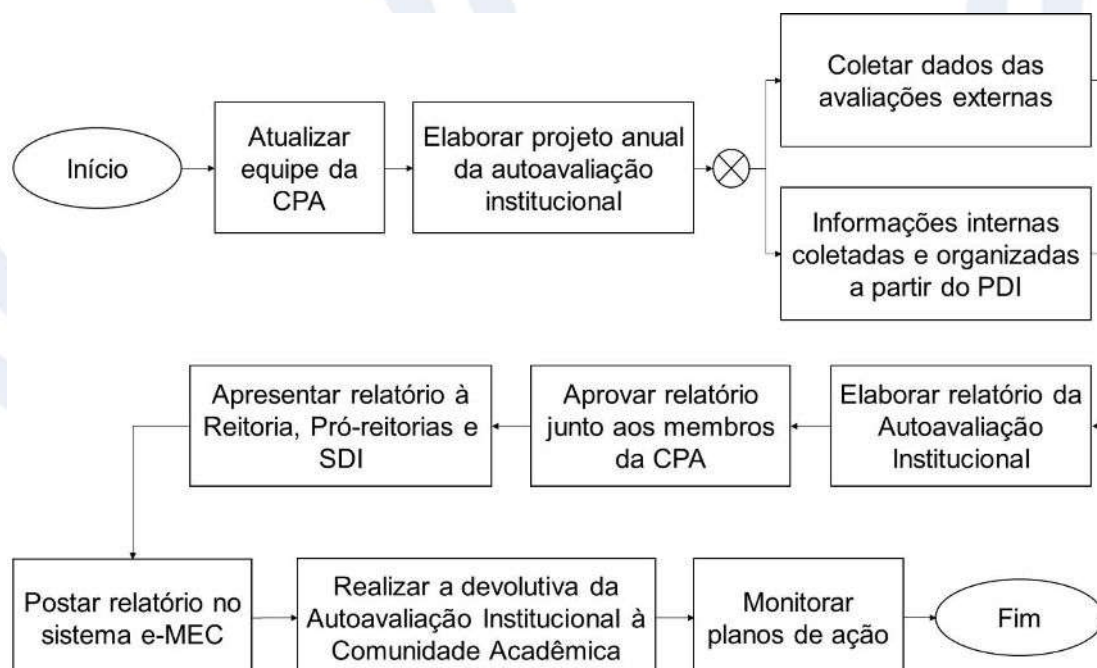 Início
Atualizar
equipe da
CPA
Elaborar projeto anual
da autoavaliação
institucional
Coletar dados das
avaliações externas
Informações internas
coletadas e organizadas
a partir do PDI
Elaborar relatório da
Autoavaliação
Institucional
Aprovar relatório
junto aos membros
da CPA
Apresentar relatório à
Reitoria, Pró-reitorias e
SDI
Postar relatório no
sistema e-MEC
Realizar a devolutiva da
Autoavaliação Institucional à
Comunidade Acadêmica
Monitorar
planos de ação
Fim